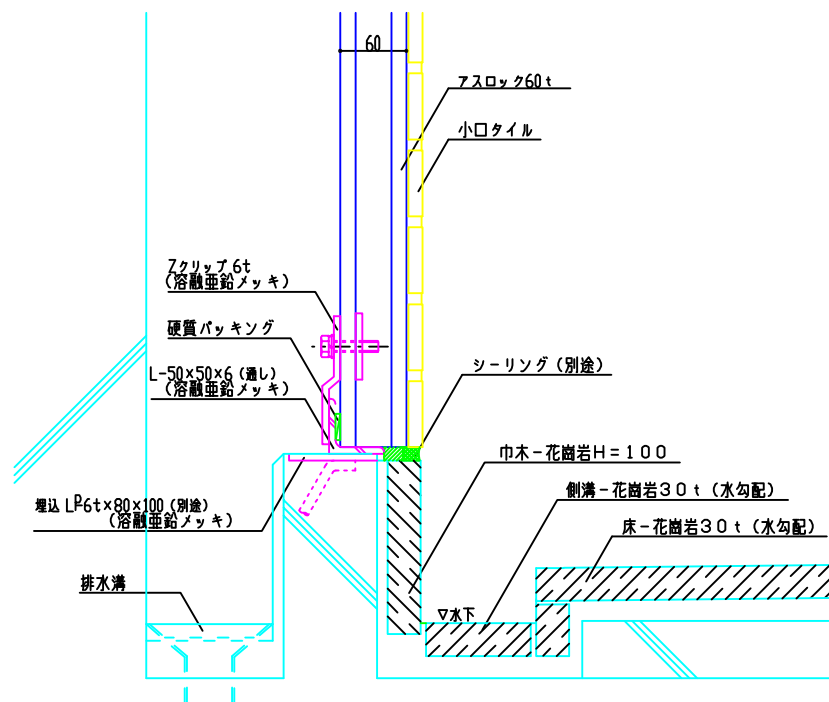 60
アスロック60t
小口タイル
Zクリップ6t
(溶融亜鉛メッキ)
硬質パッキング
L-50×50×6(通し)
(溶融亜鉛メッキ)
シーリング(別途)
巾木-花崗岩H=100
側溝-花崗岩30t(水勾配)
埋込 LP-6t×80×100(別途)
(溶融亜鉛メッキ)
床-花崗岩30t(水勾配)
排水溝
▽水下